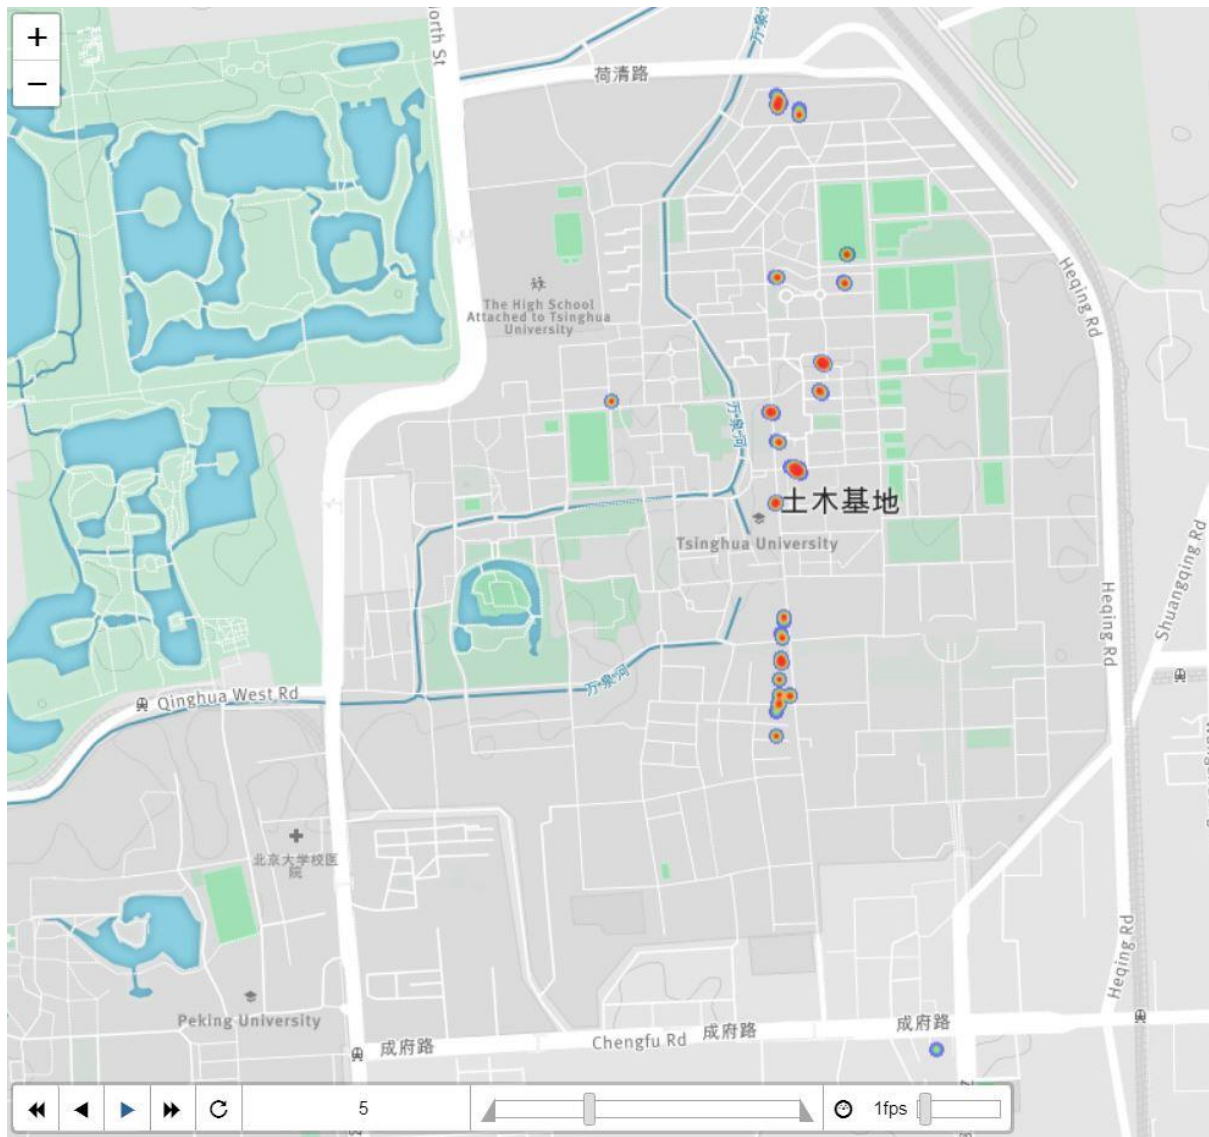 +
−
North St
万·泉·
荷清路
Heqing Rd
The High School
Attached to Tsinghua
University
万·泉·河
土木基地
Tsinghua University
Heqing Rd
Shuangqing Rd
万·泉·河
Qinghua West Rd
北京大学校医
院
Heqing Rd
Peking University
成府路
Chengfu Rd
成府路
成府路
5
1fps